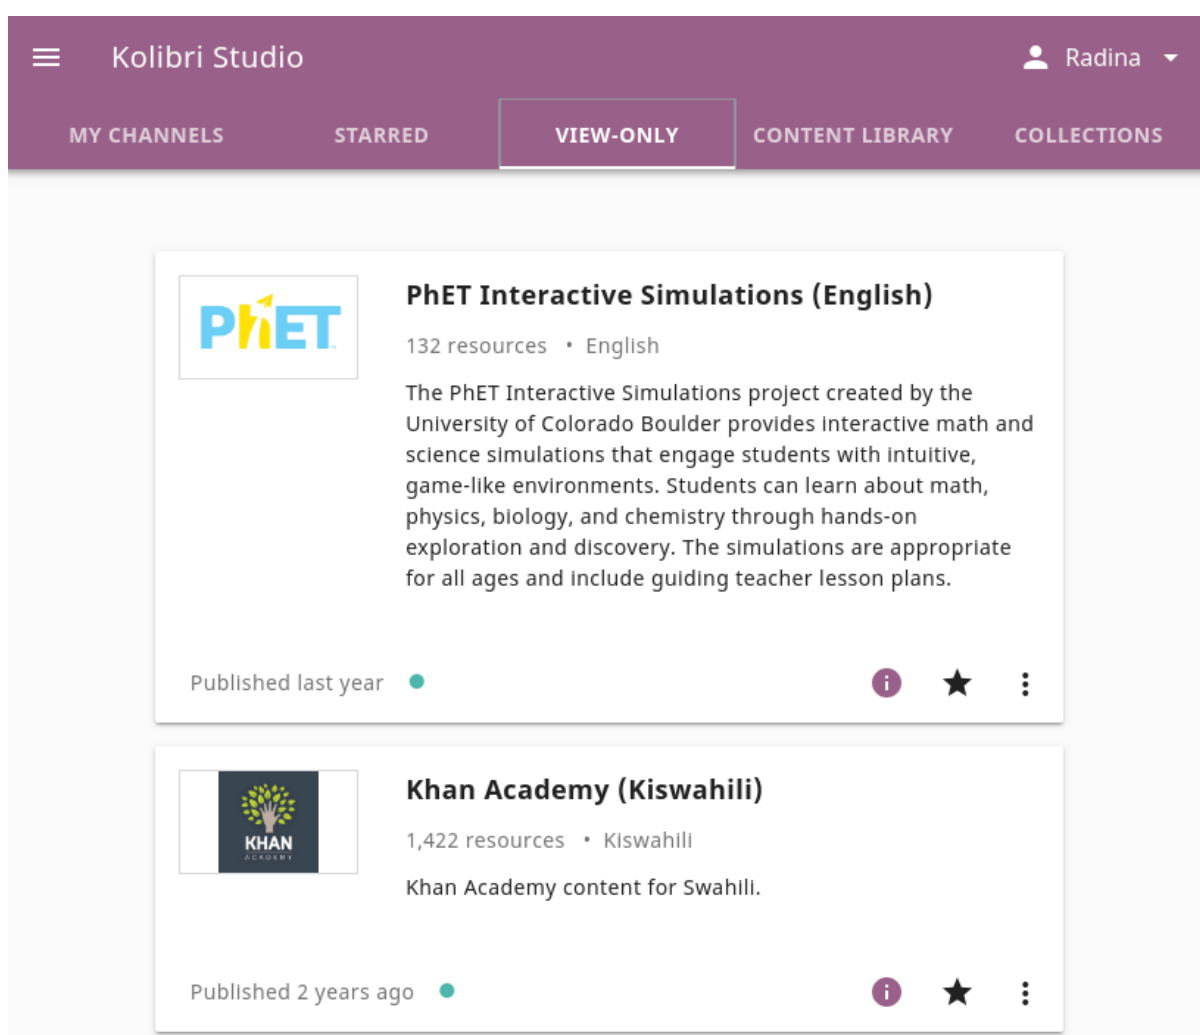 Kolibri Studio
Radina
MY CHANNELS
STARRED
VIEW-ONLY
CONTENT LIBRARY
COLLECTIONS
PhET
PhET Interactive Simulations (English)
132 resources • English
The PhET Interactive Simulations project created by the
University of Colorado Boulder provides interactive math and
science simulations that engage students with intuitive,
game-like environments. Students can learn about math,
physics, biology, and chemistry through hands-on
exploration and discovery. The simulations are appropriate
for all ages and include guiding teacher lesson plans.
Published last year
KHAN
ACADEMY
Khan Academy (Kiswahili)
1,422 resources • Kiswahili
Khan Academy content for Swahili.
Published 2 years ago